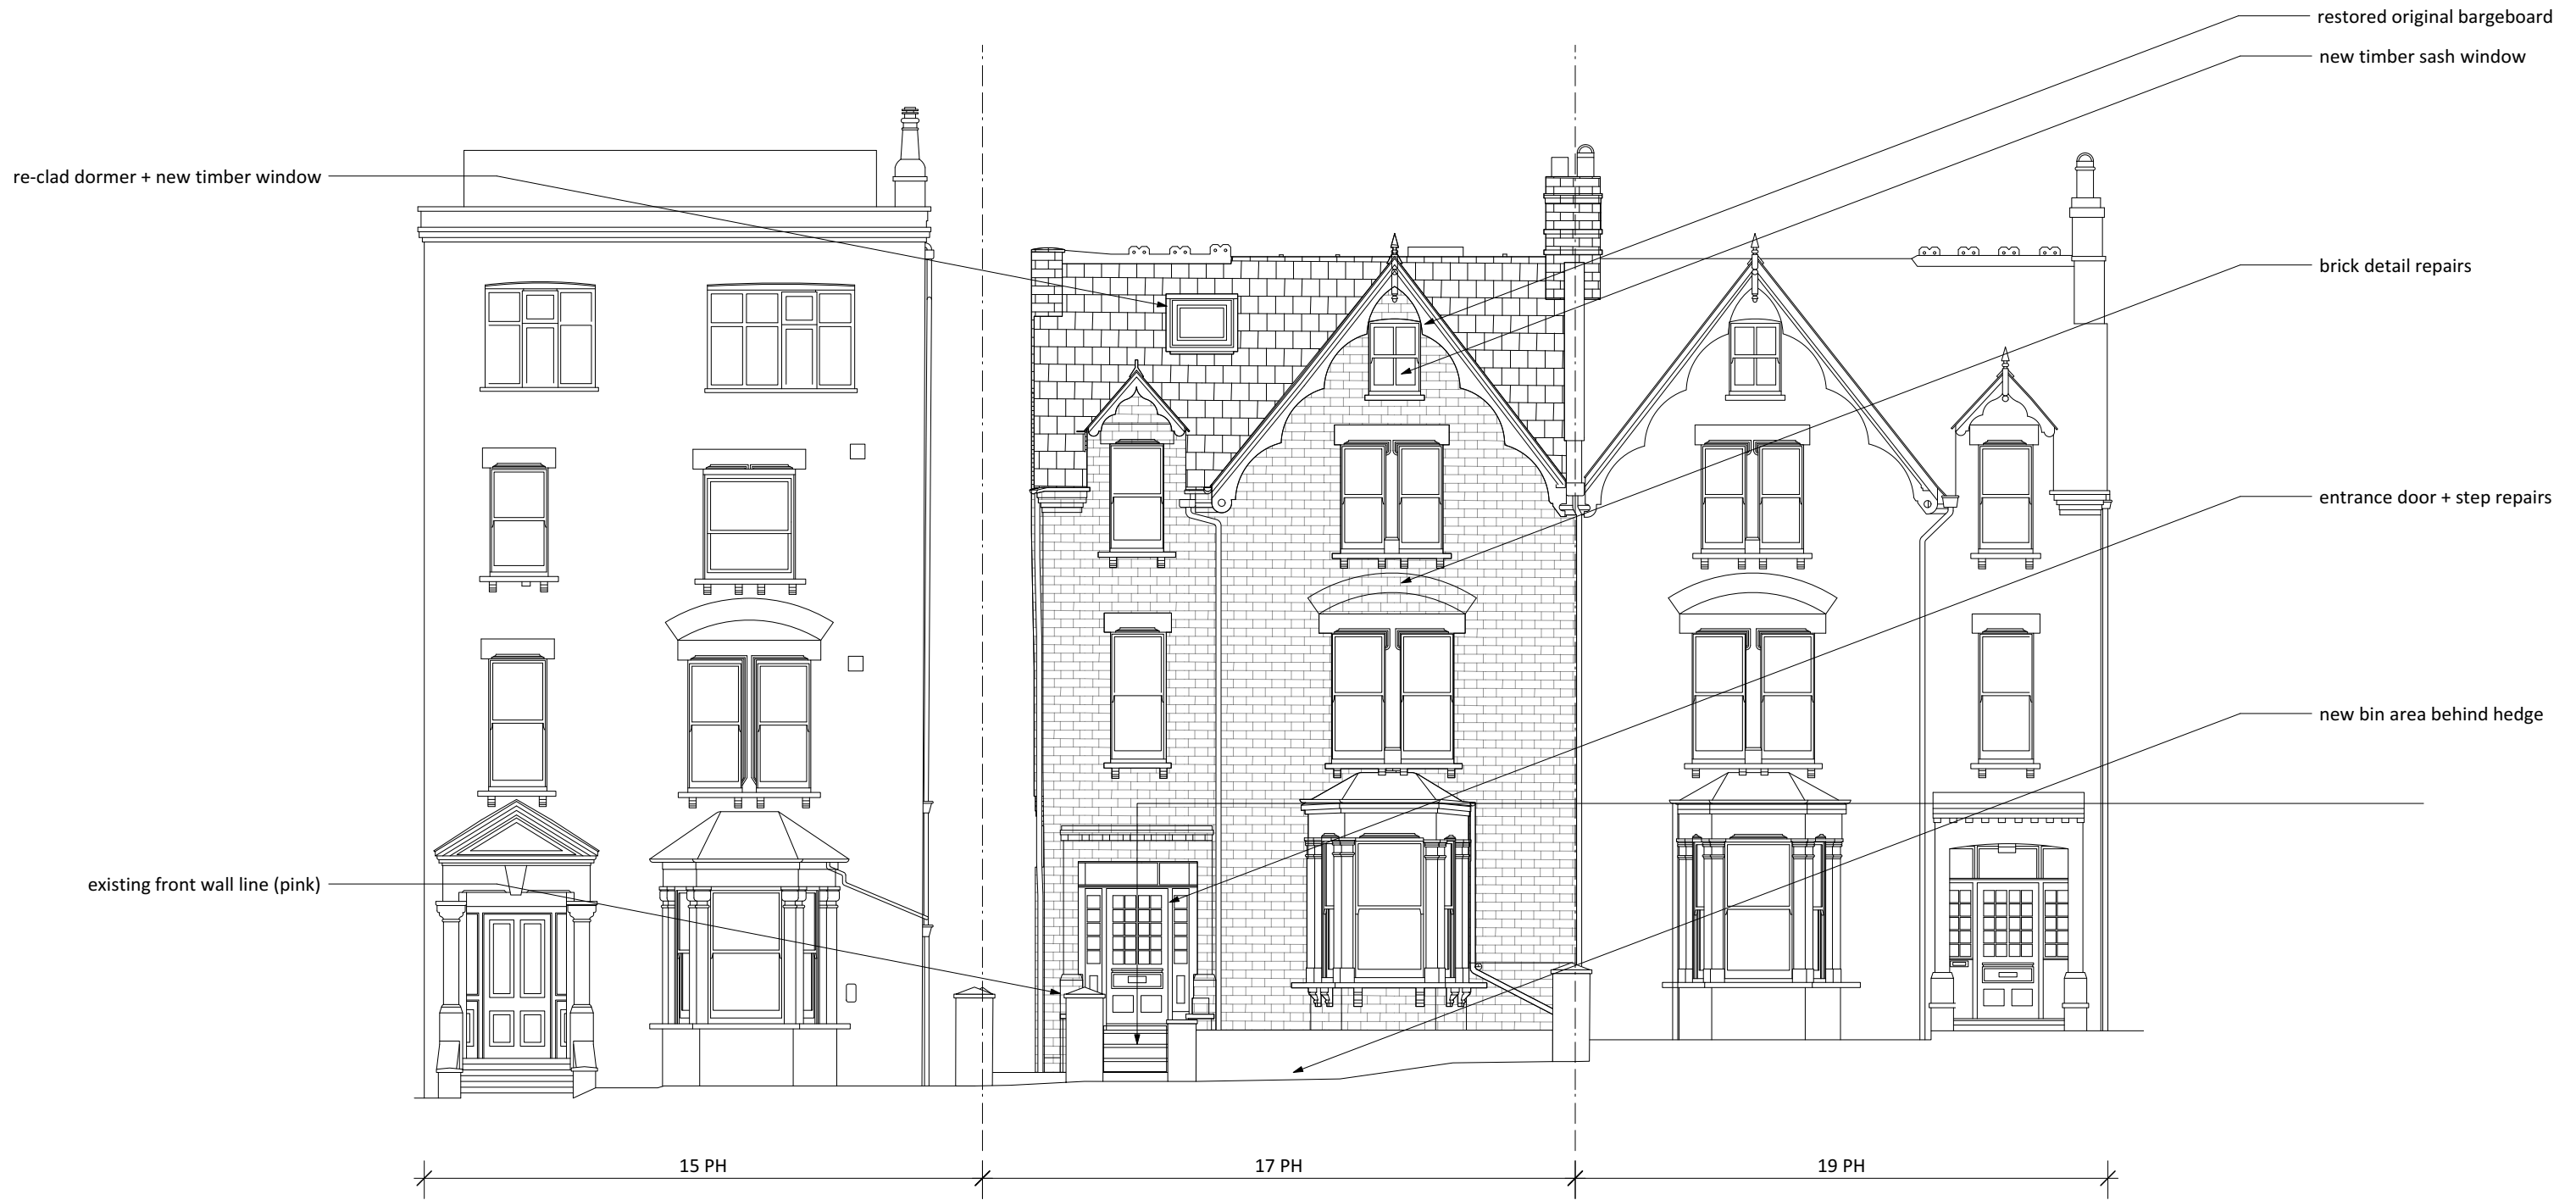 restored original bargeboard
new timber sash window
re-clad dormer + new timber window
brick detail repairs
entrance door + step repairs
new bin area behind hedge
existing front wall line (pink)
15 PH
17 PH
19 PH